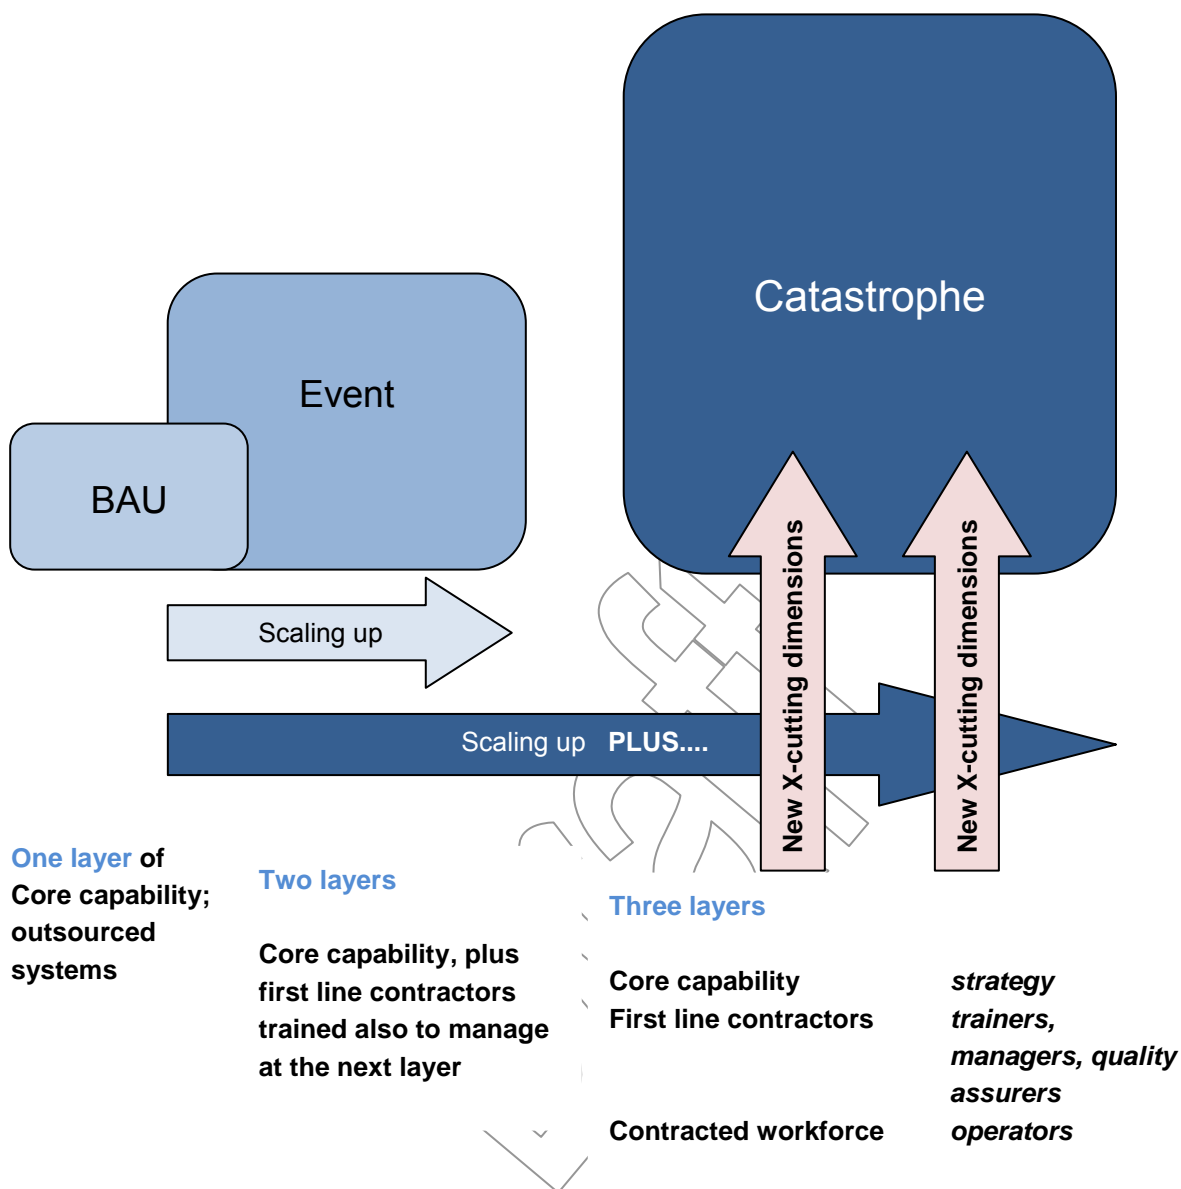 Catastrophe
Event
BAU
Scaling up
Scaling up PLUS....
New X-cutting dimensions
New X-cutting dimensions
One layer of
Core capability;
outsourced
systems
Two layers
Core capability, plus
first line contractors
trained also to manage
at the next layer
Three layers
Core capability strategy
First line contractors trainers,
managers, quality
assurers
Contracted workforce operators